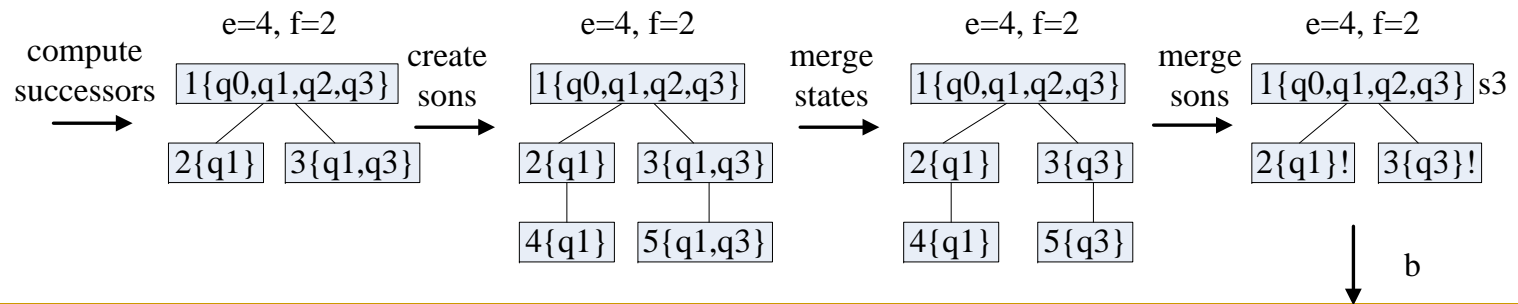 e=4, f=2
e=4, f=2
e=4, f=2
e=4, f=2
compute
successors
create
sons
merge
states
merge
sons
1{q0,q1,q2,q3}
1{q0,q1,q2,q3}
1{q0,q1,q2,q3}
1{q0,q1,q2,q3} s3
2{q1}
3{q1,q3}
2{q1}
3{q1,q3}
2{q1}
3{q3}
2{q1}!
3{q3}!
4{q1}
5{q1,q3}
4{q1}
5{q3}
b